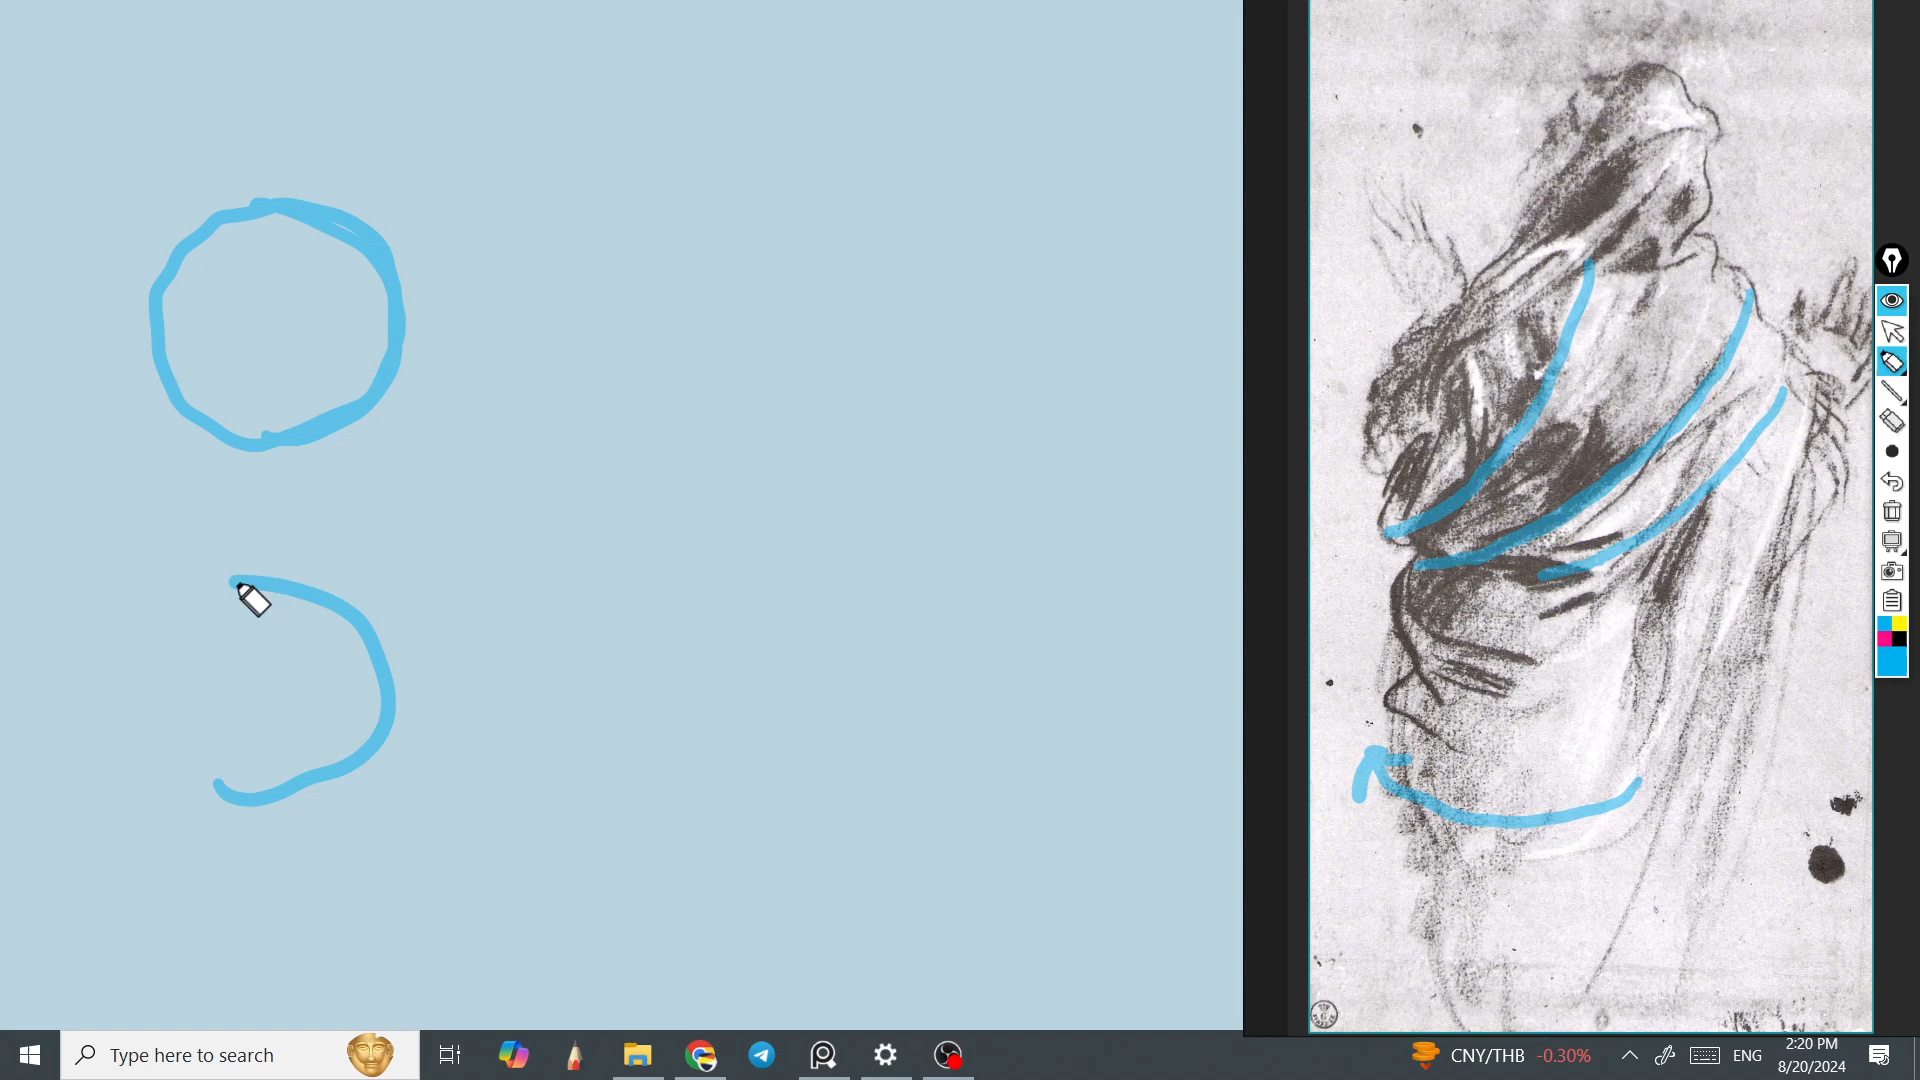 Type here to search
CNY/THB -0.30%
ENG
2:20 PM
8/20/2024